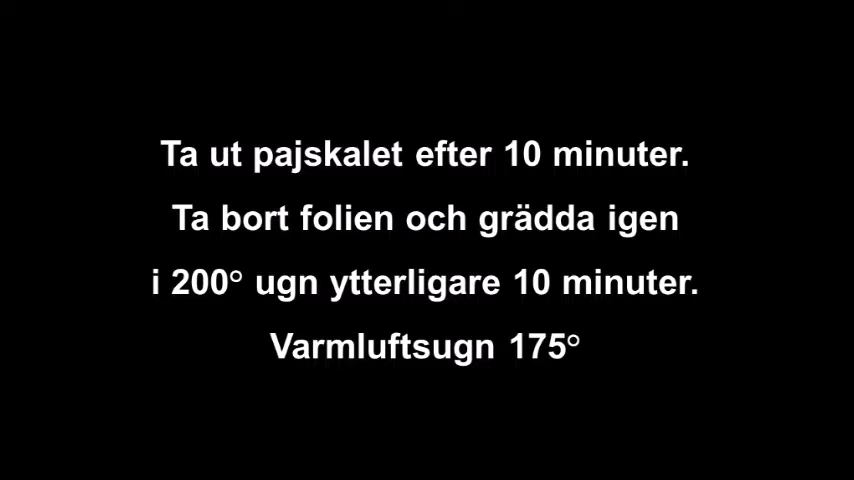 Ta ut pajskalet efter 10 minuter.
Ta bort folien och grädda igen
i 200° ugn ytterligare 10 minuter.
Varmluftsugn 175°